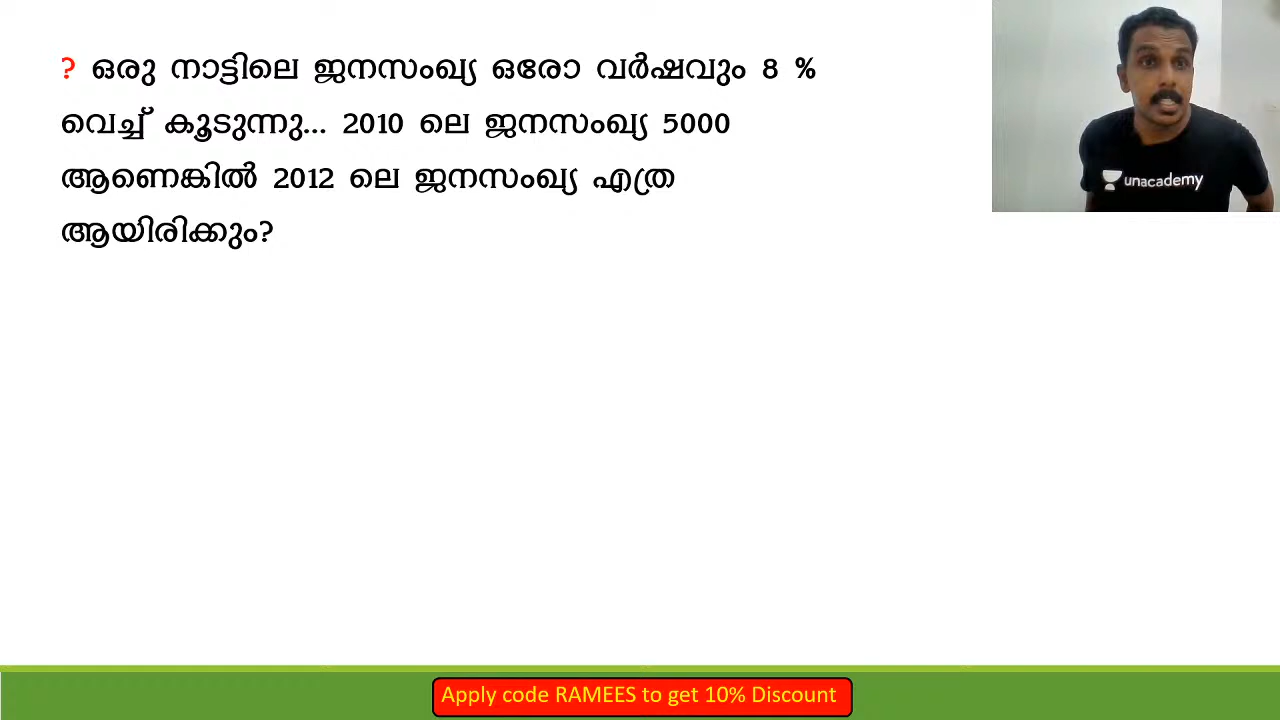 ? ഒരു നാട്ടിലെ ജനസംഖ്യ ഒരോ വർഷവും 8 %
വെച്ച് കൂടുന്നു... 2010 ലെ ജനസംഖ്യ 5000
ആണെങ്കിൽ 2012 ലെ ജനസംഖ്യ എത്ര
ആയിരിക്കും?
unacademy
Apply code RAMEES to get 10% Discount